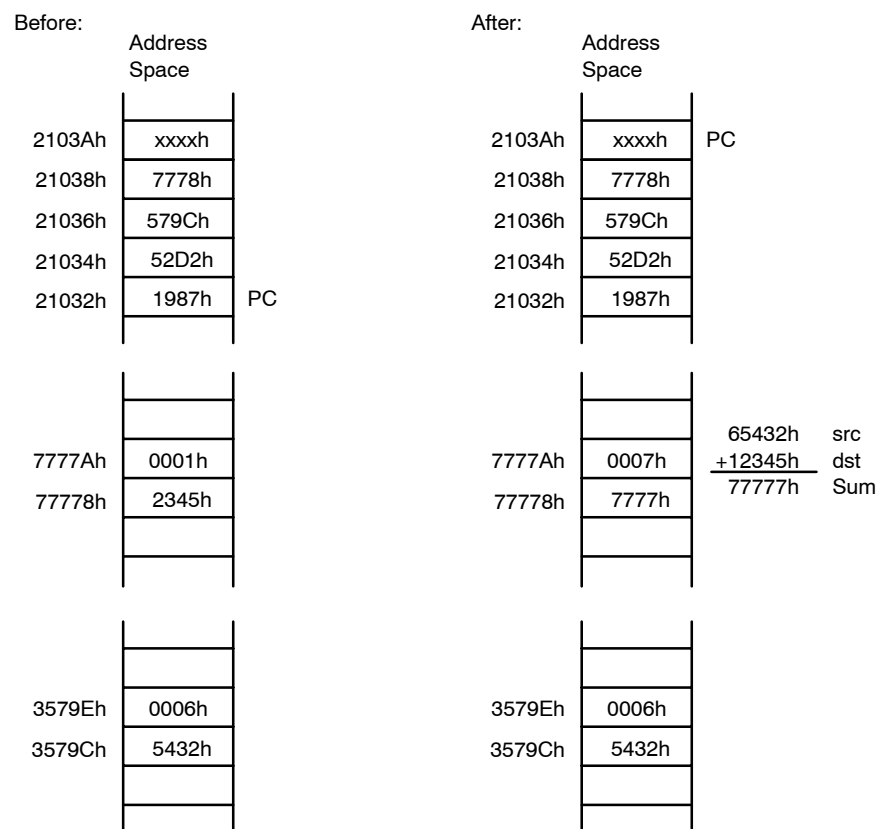 Before:
After:
Address
Space
Address
Space
2103Ah xxxxh
2103Ah xxxxh PC
21038h 7778h
21038h 7778h
21036h 579Ch
21036h 579Ch
21034h 52D2h
21034h 52D2h
21032h 1987h PC
21032h 1987h
65432h src
7777Ah 0001h
7777Ah 0007h +12345h dst
77778h 2345h
77778h 7777h 77777h Sum
3579Eh 0006h
3579Eh 0006h
3579Ch 5432h
3579Ch 5432h